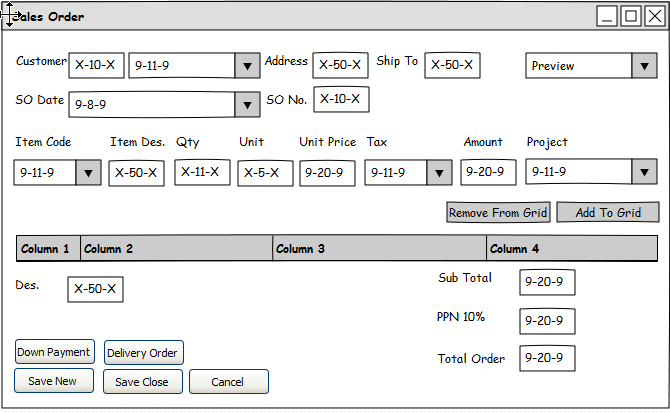 Sales Order
Customer X-10-X 9-11-9 Address X-50-X Ship To X-50-X Preview
SO Date 9-8-9 SO No. X-10-X
Item Code Item Des. Qty Unit Unit Price Tax Amount Project
9-11-9 X-50-X X-11-X X-5-X 9-20-9 9-11-9 9-20-9 9-11-9
Remove From Grid Add To Grid
Column 1 Column 2 Column 3 Column 4
Des. X-50-X Sub Total 9-20-9
PPN 10% 9-20-9
Down Payment Delivery Order Total Order 9-20-9
Save New Save Close Cancel